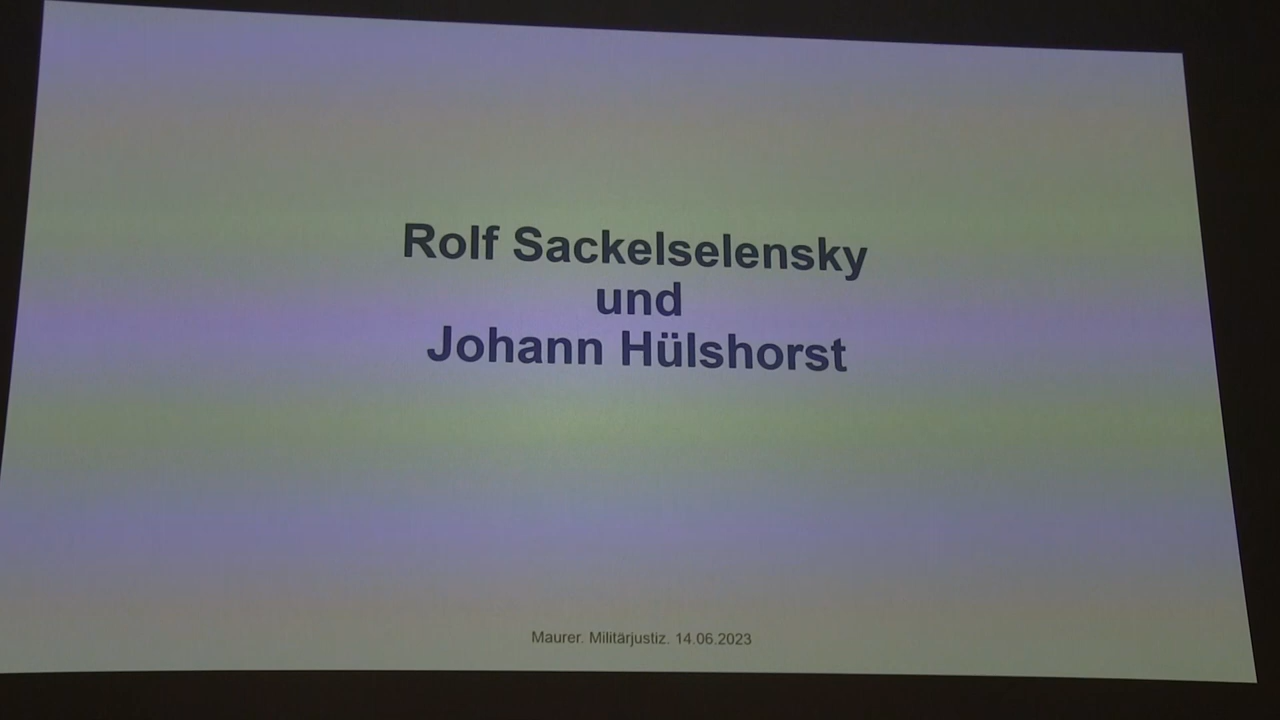 Rolf Sackelselensky
und
Johann Hülshorst
Maurer. Militärjustiz. 14.06.2023